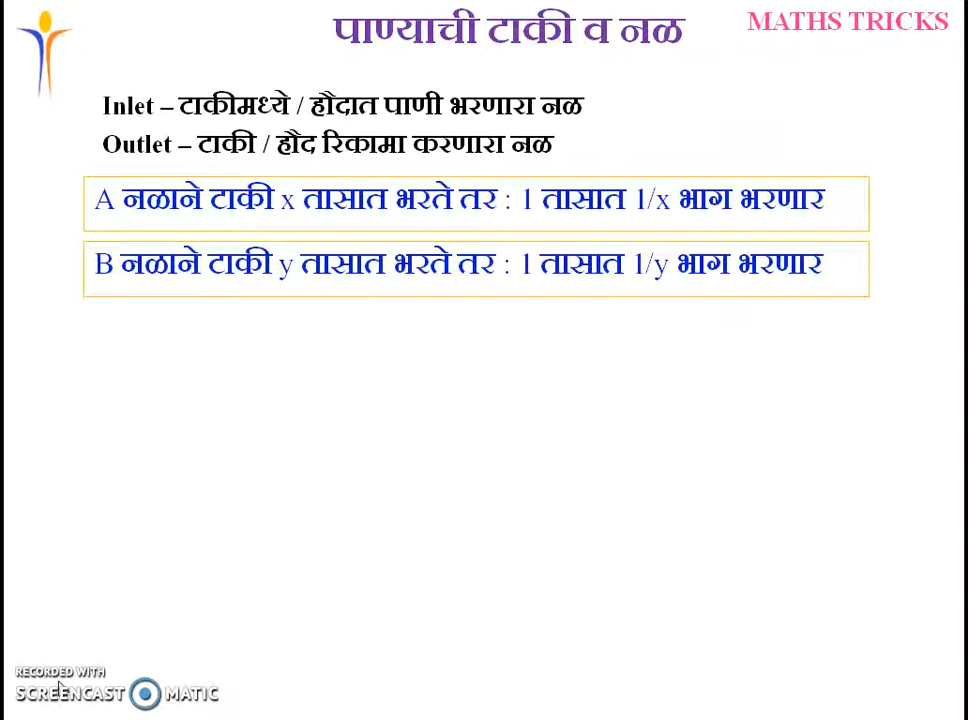 पाण्याची टाकी व नळ
MATHS TRICKS
Inlet – टाकीमध्ये / हौदात पाणी भरणारा नळ
Outlet – टाकी / हौद रिकामा करणारा नळ
A नळाने टाकी x तासात भरते तर : 1 तासात 1/x भाग भरणार
B नळाने टाकी y तासात भरते तर : 1 तासात 1/y भाग भरणार
RECORDED WITH
SCREENCAST MATIC